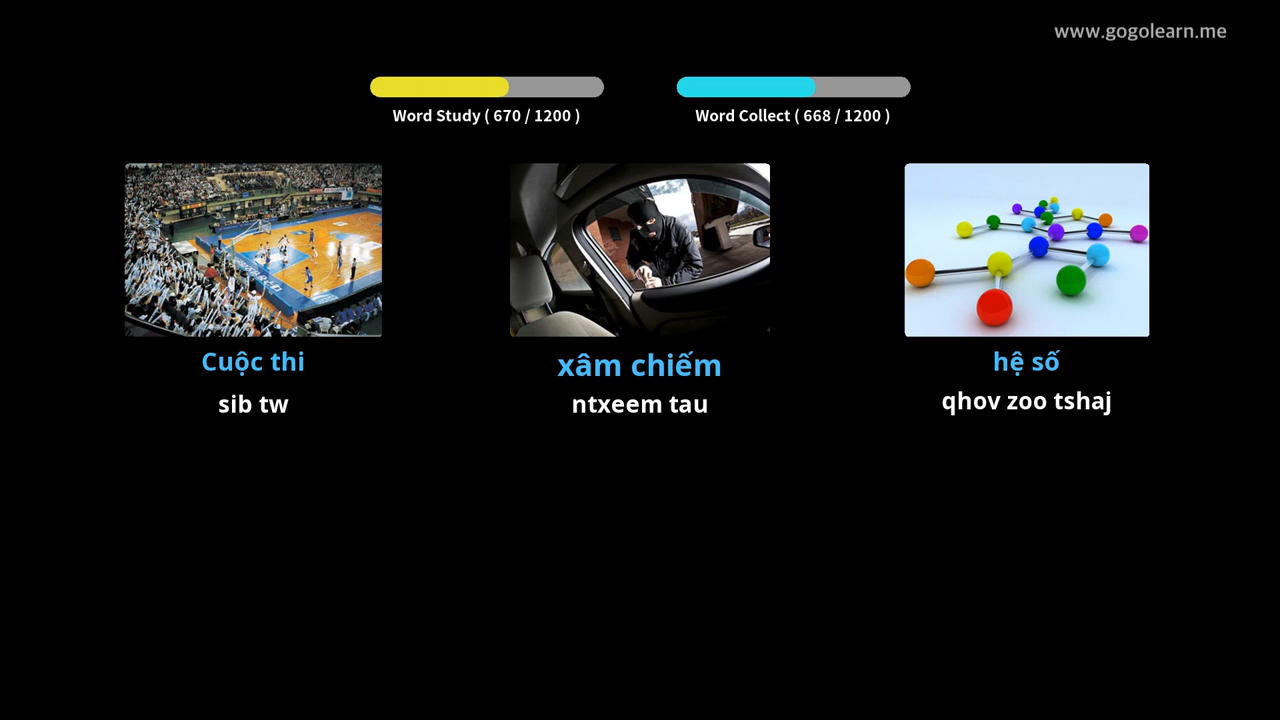 www.gogolearn.me
Word Study ( 670 / 1200 )
Word Collect ( 668 / 1200 )
Cuộc thi
xâm chiếm
hệ số
sib tw
ntxeem tau
qhov zoo tshaj